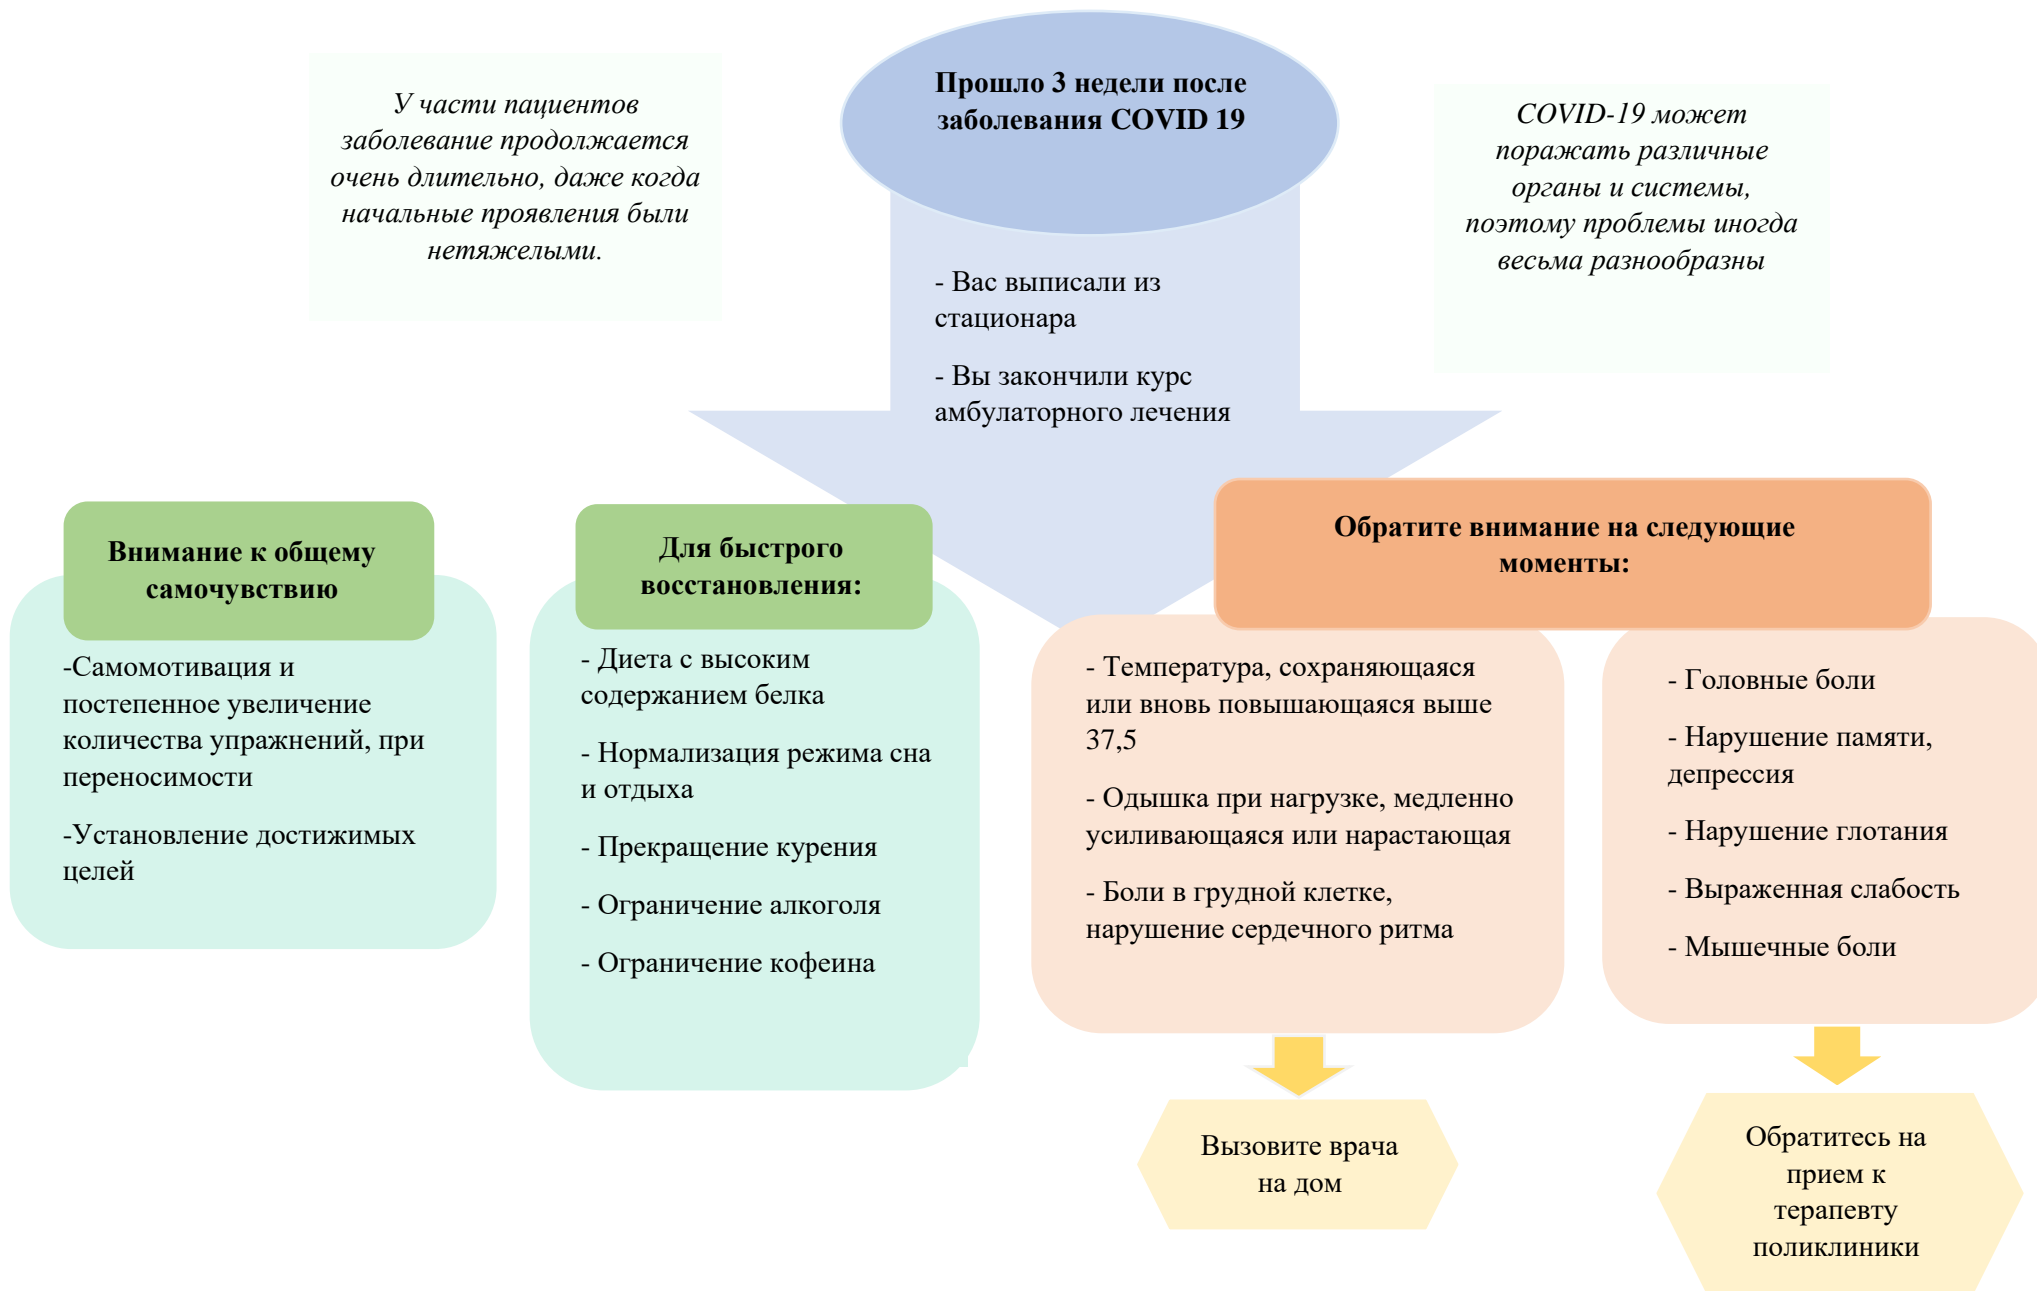 У части пациентов
заболевание продолжается
очень длительно, даже когда
начальные проявления были
нетяжелыми.
Прошло 3 недели после
заболевания COVID 19
COVID-19 может
поражать различные
органы и системы,
поэтому проблемы иногда
весьма разнообразны
- Вас выписали из
стационара
- Вы закончили курс
амбулаторного лечения
Внимание к общему
самочувствию
-Самомотивация и
постепенное увеличение
количества упражнений, при
переносимости
-Установление достижимых
целей
Для быстрого
восстановления:
- Диета с высоким
содержанием белка
- Нормализация режима сна
и отдыха
- Прекращение курения
- Ограничение алкоголя
- Ограничение кофеина
Обратите внимание на следующие
моменты:
- Температура, сохраняющаяся
или вновь повышающаяся выше
37,5
- Одышка при нагрузке, медленно
усиливающаяся или нарастающая
- Боли в грудной клетке,
нарушение сердечного ритма
- Головные боли
- Нарушение памяти,
депрессия
- Нарушение глотания
- Выраженная слабость
- Мышечные боли
Вызовите врача
на дом
Обратитесь на
прием к
терапевту
поликлиники